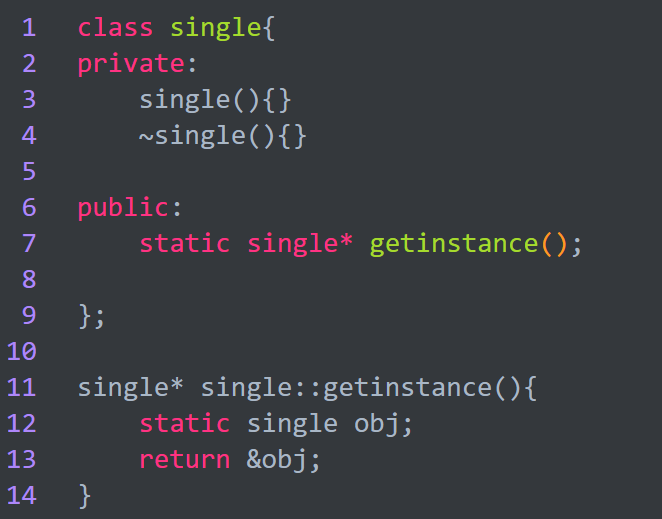 1 class single{
2 private:
3     single(){}
4     ~single(){}
5
6 public:
7     static single* getinstance();
8
9 };
10
11 single* single::getinstance(){
12     static single obj;
13     return &obj;
14 }